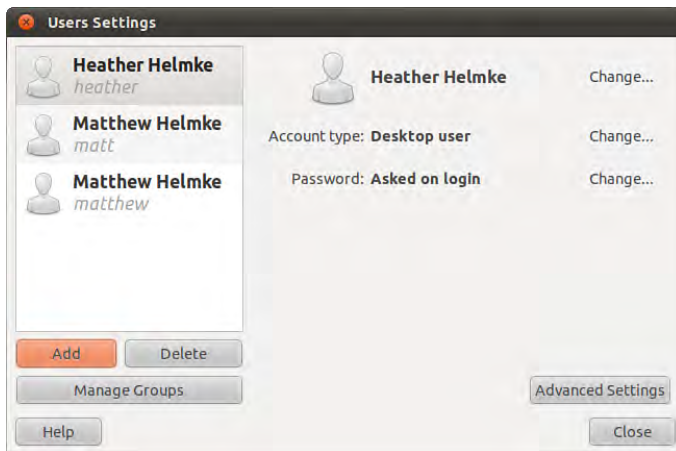 Users Settings
Heather Helmke
heather
Matthew Helmke
matt
Matthew Helmke
matthew
Heather Helmke Change...
Account type: Desktop user Change...
Password: Asked on login Change...
Add Delete
Manage Groups
Advanced Settings
Help
Close